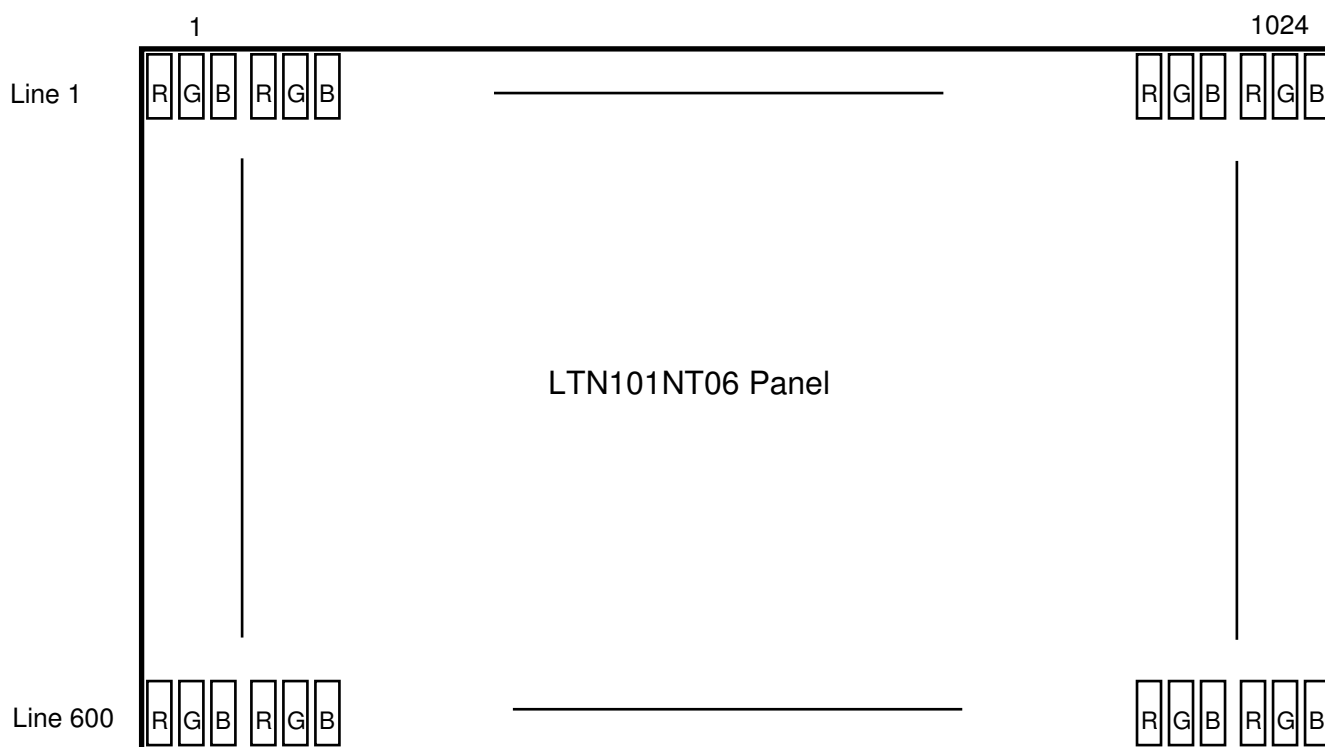 1 1024
Line 1 R G B R G B R G B R G B
LTN101NT06 Panel
Line 600 R G B R G B R G B R G B